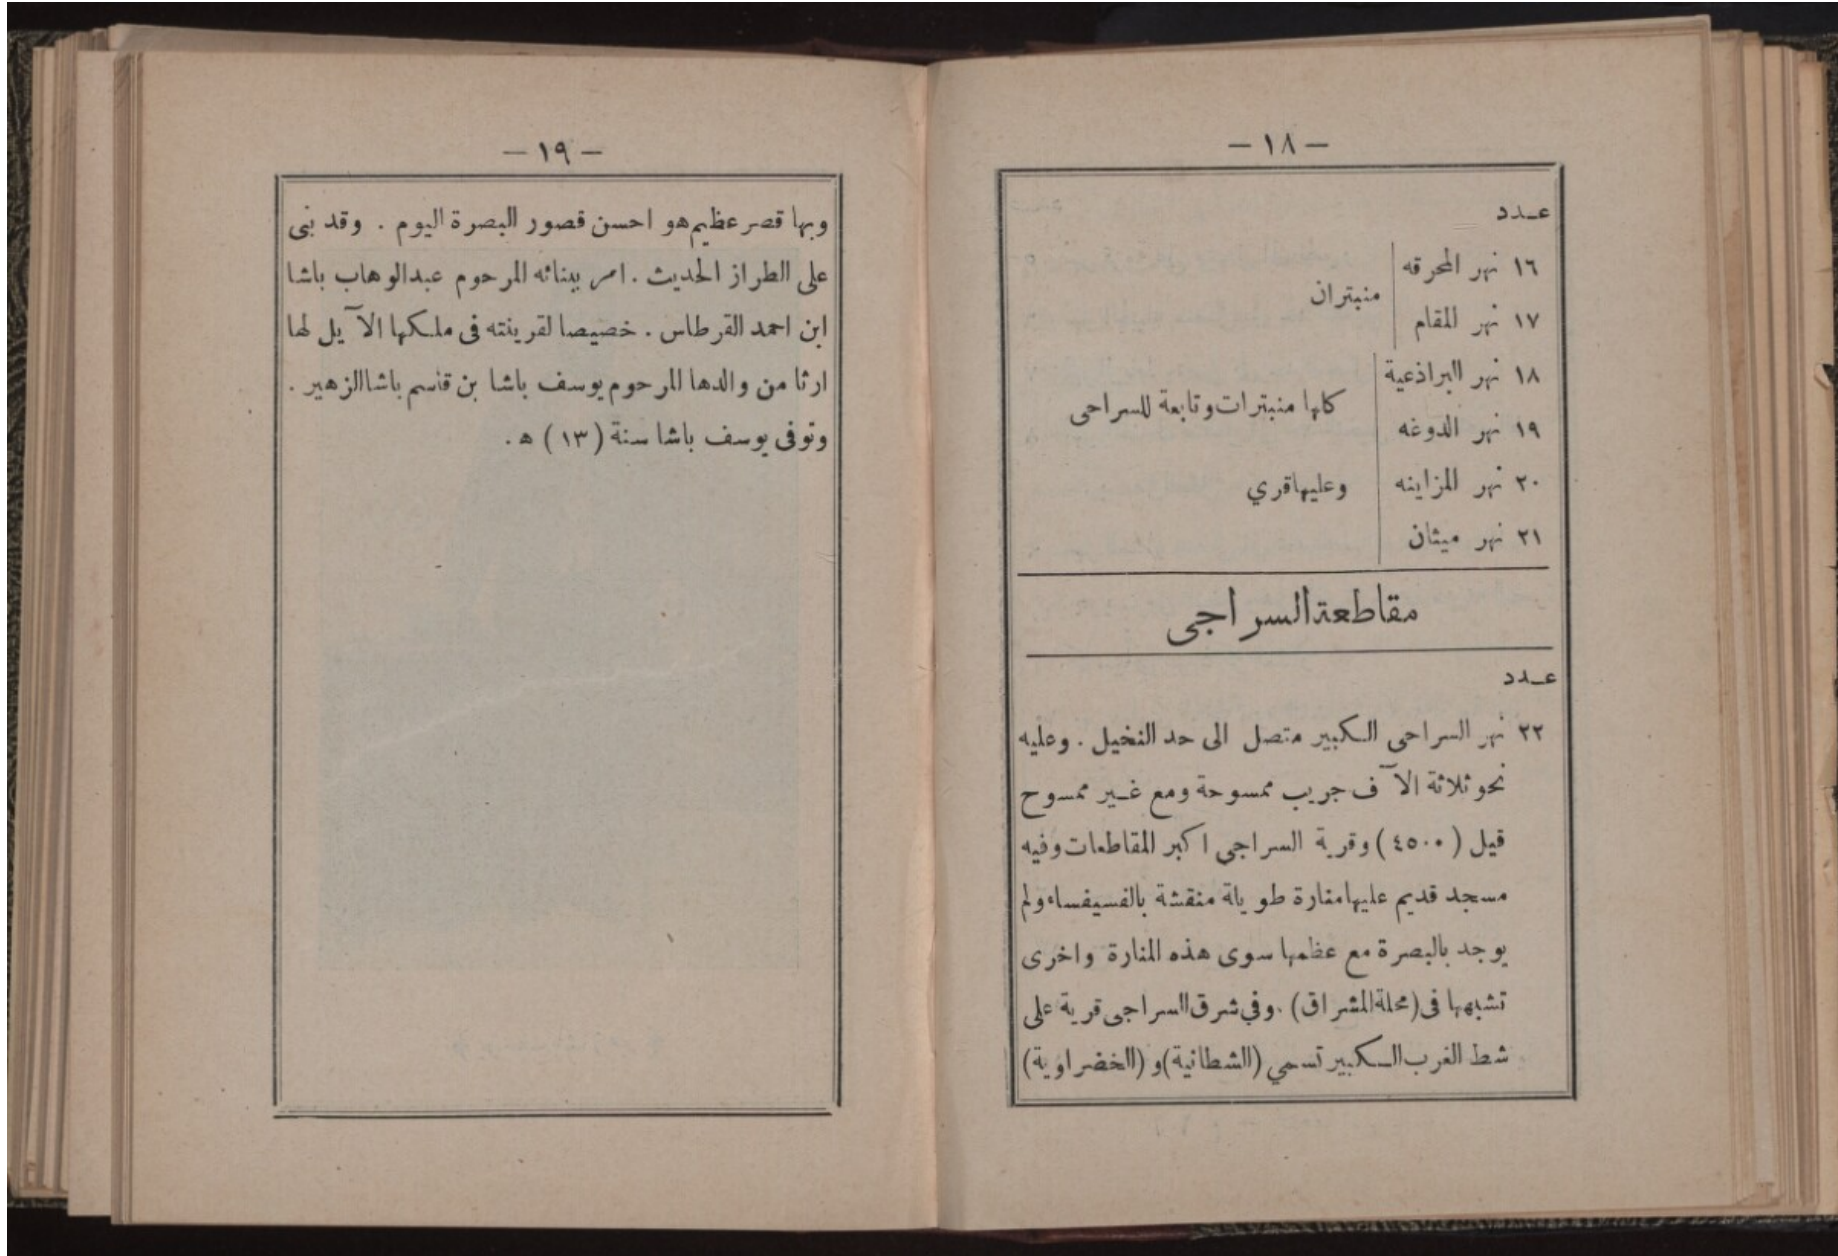 — ١٨ —
عـدد
١٦ نهر المحرقه
منبتران
١٧ نهر المقام
١٨ نهر البراذعية
كلها منبترات وتابعة للسراجى
١٩ نهر الدوغه
٢٠ نهر المزاينه
وعليها قري
٢١ نهر ميثان
مقاطعة السراجى
عـدد
٢٢ نهر السراجى الكبير متصل الى حد النخيل . وعليه
نحو ثلاثة الآف جريب ممسوحة ومع غير ممسوح
قيل ( ٤٥٠٠ ) وقرية السراجي اكبر المقاطعات وفيه
مسجد قديم عليها منارة طويلة منقشة بالفسيفساء ولم
يوجد بالبصرة مع عظمها سوى هذه المنارة واخرى
تشبهها فى (محلة المشراق) . وفي شرق السراجى قرية على
شط الغرب الكبير تسمي (الشطانية) و (الخضراوية)
— ١٩ —
وبها قصر عظيم هو احسن قصور البصرة اليوم . وقد بنى
على الطراز الحديث . امر ببنائه المرحوم عبدالوهاب باشا
ابن احمد القرطاس . خصيصا لقرينته فى ملكها الآيل لها
ارثا من والدها المرحوم يوسف باشا بن قاسم باشا الزهير .
وتوفى يوسف باشا سنة ( ١٣ ) ه .